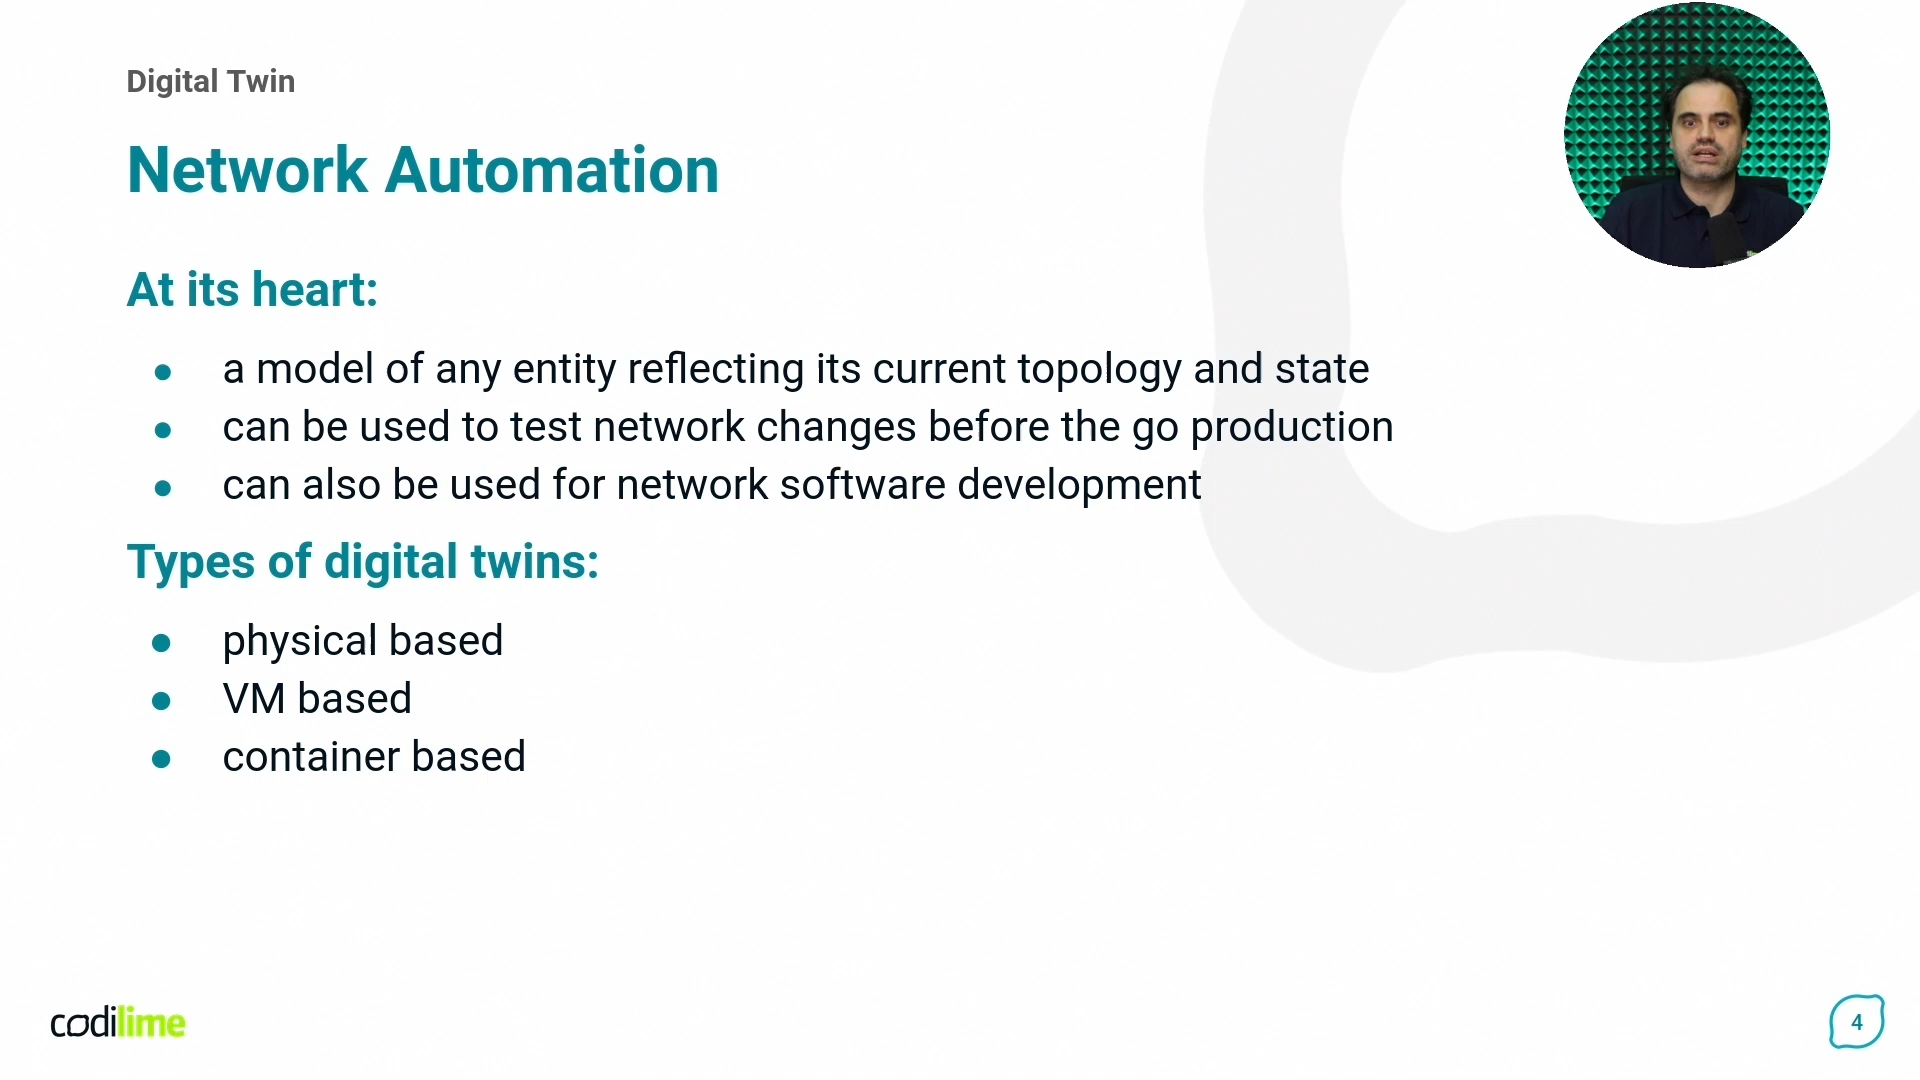 Digital Twin
Network Automation
At its heart:
● a model of any entity reflecting its current topology and state
● can be used to test network changes before the go production
● can also be used for network software development
Types of digital twins:
● physical based
● VM based
● container based
codilime
4